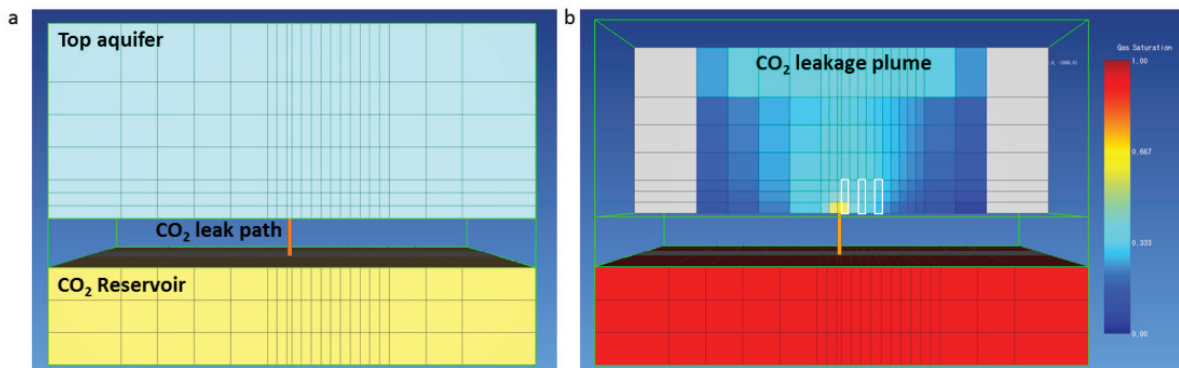 a
Top aquifer
CO₂ leak path
CO₂ Reservoir
b
CO₂ leakage plume
Gas Saturation
1.00
0.667
0.333
0.00